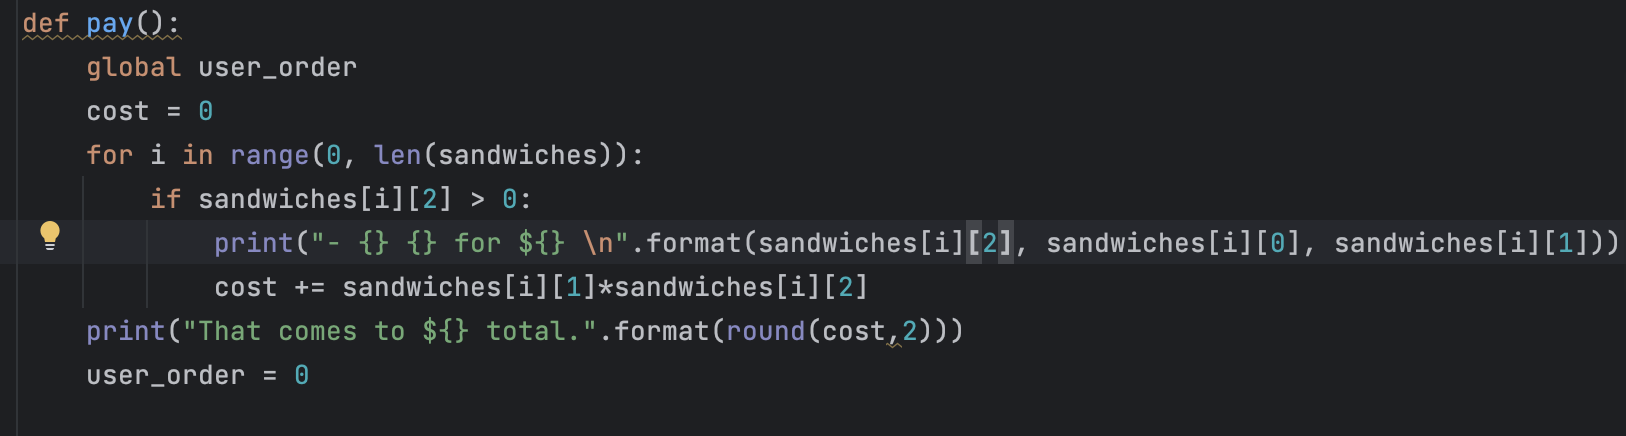 def pay():
    global user_order
    cost = 0
    for i in range(0, len(sandwiches)):
        if sandwiches[i][2] > 0:
            print("- {} {} for ${} \n".format(sandwiches[i][2], sandwiches[i][0], sandwiches[i][1]))
            cost += sandwiches[i][1]*sandwiches[i][2]
    print("That comes to ${} total.".format(round(cost,2)))
    user_order = 0